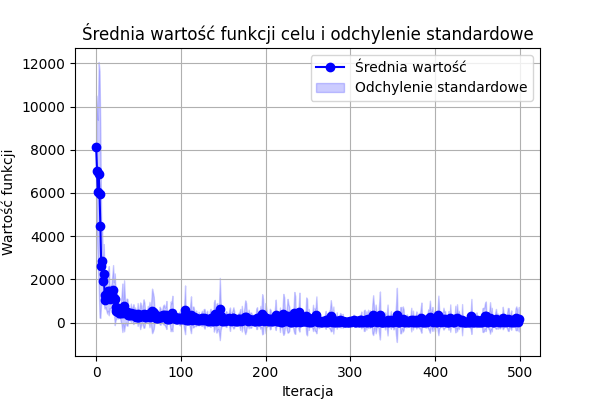 Średnia wartość funkcji celu i odchylenie standardowe
Średnia wartość
Odchylenie standardowe
Wartość funkcji
12000
10000
8000
6000
4000
2000
0
0 100 200 300 400 500
Iteracja